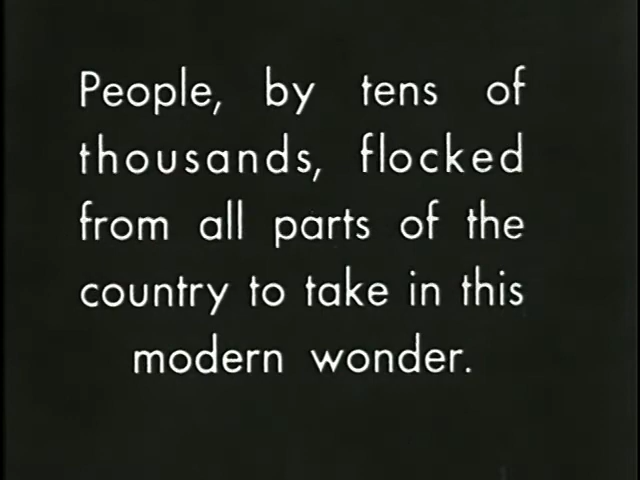 People, by tens of
thousands, flocked
from all parts of the
country to take in this
modern wonder.